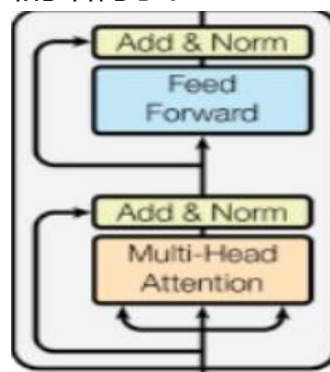 Add & Norm
Feed
Forward
Add & Norm
Multi-Head
Attention